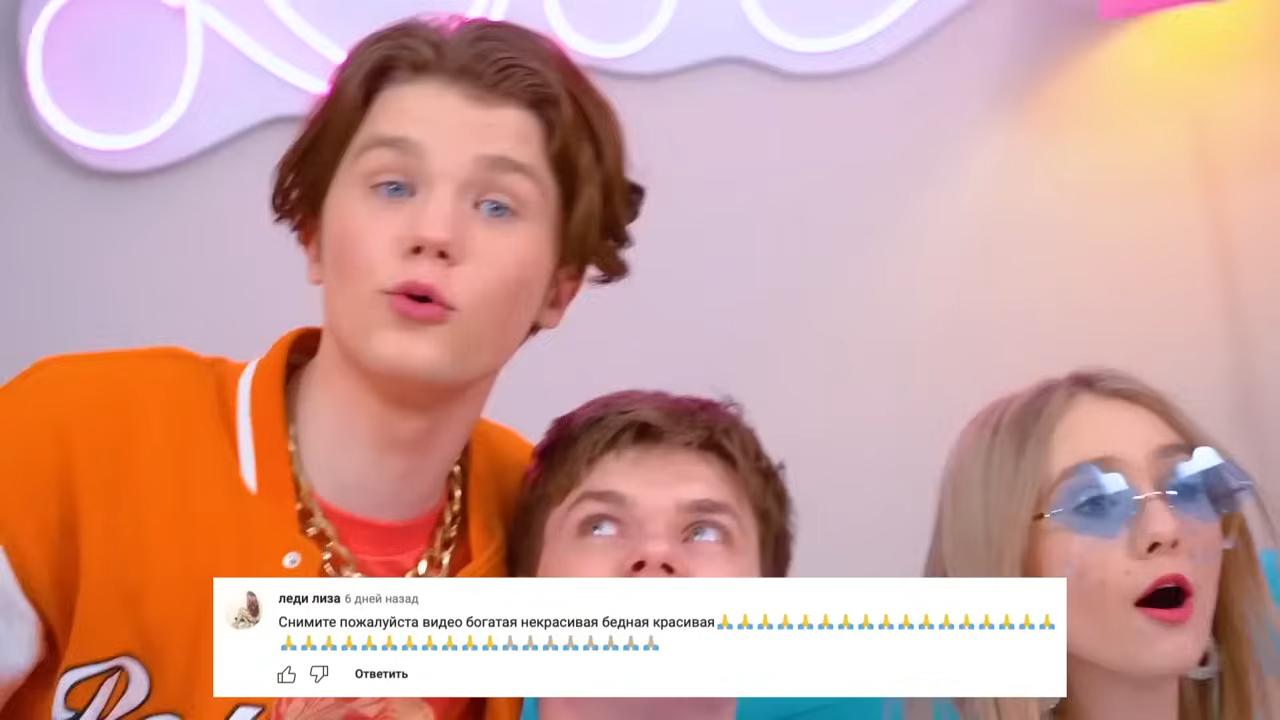 леди лиза 6 дней назад
Снимите пожалуйста видео богатая некрасивая бедная красивая🙏🙏🙏🙏🙏🙏🙏🙏🙏🙏🙏🙏🙏🙏🙏🙏🙏
🙏🙏🙏🙏🙏🙏🙏🙏🙏🙏🙏🙏🏼🙏🏼🙏🏼🙏🏼🙏🏼🙏🏼🙏🏼🙏🏼
Ответить